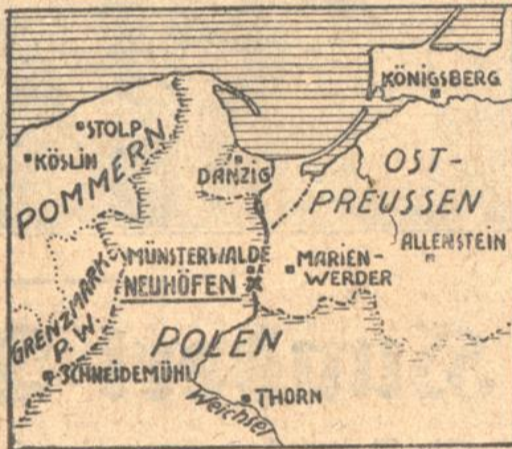 KÖNIGSBERG
STOLP
KÖSLIN
POMMERN
DANZIG
OST-
PREUSSEN
ALLENSTEIN
MÜNSTERWALDE
NEUHÖFEN
MARIEN-
WERDER
GRENZMARK
P.W.
POLEN
SCHNEIDEMÜHL
THORN
Weichsel